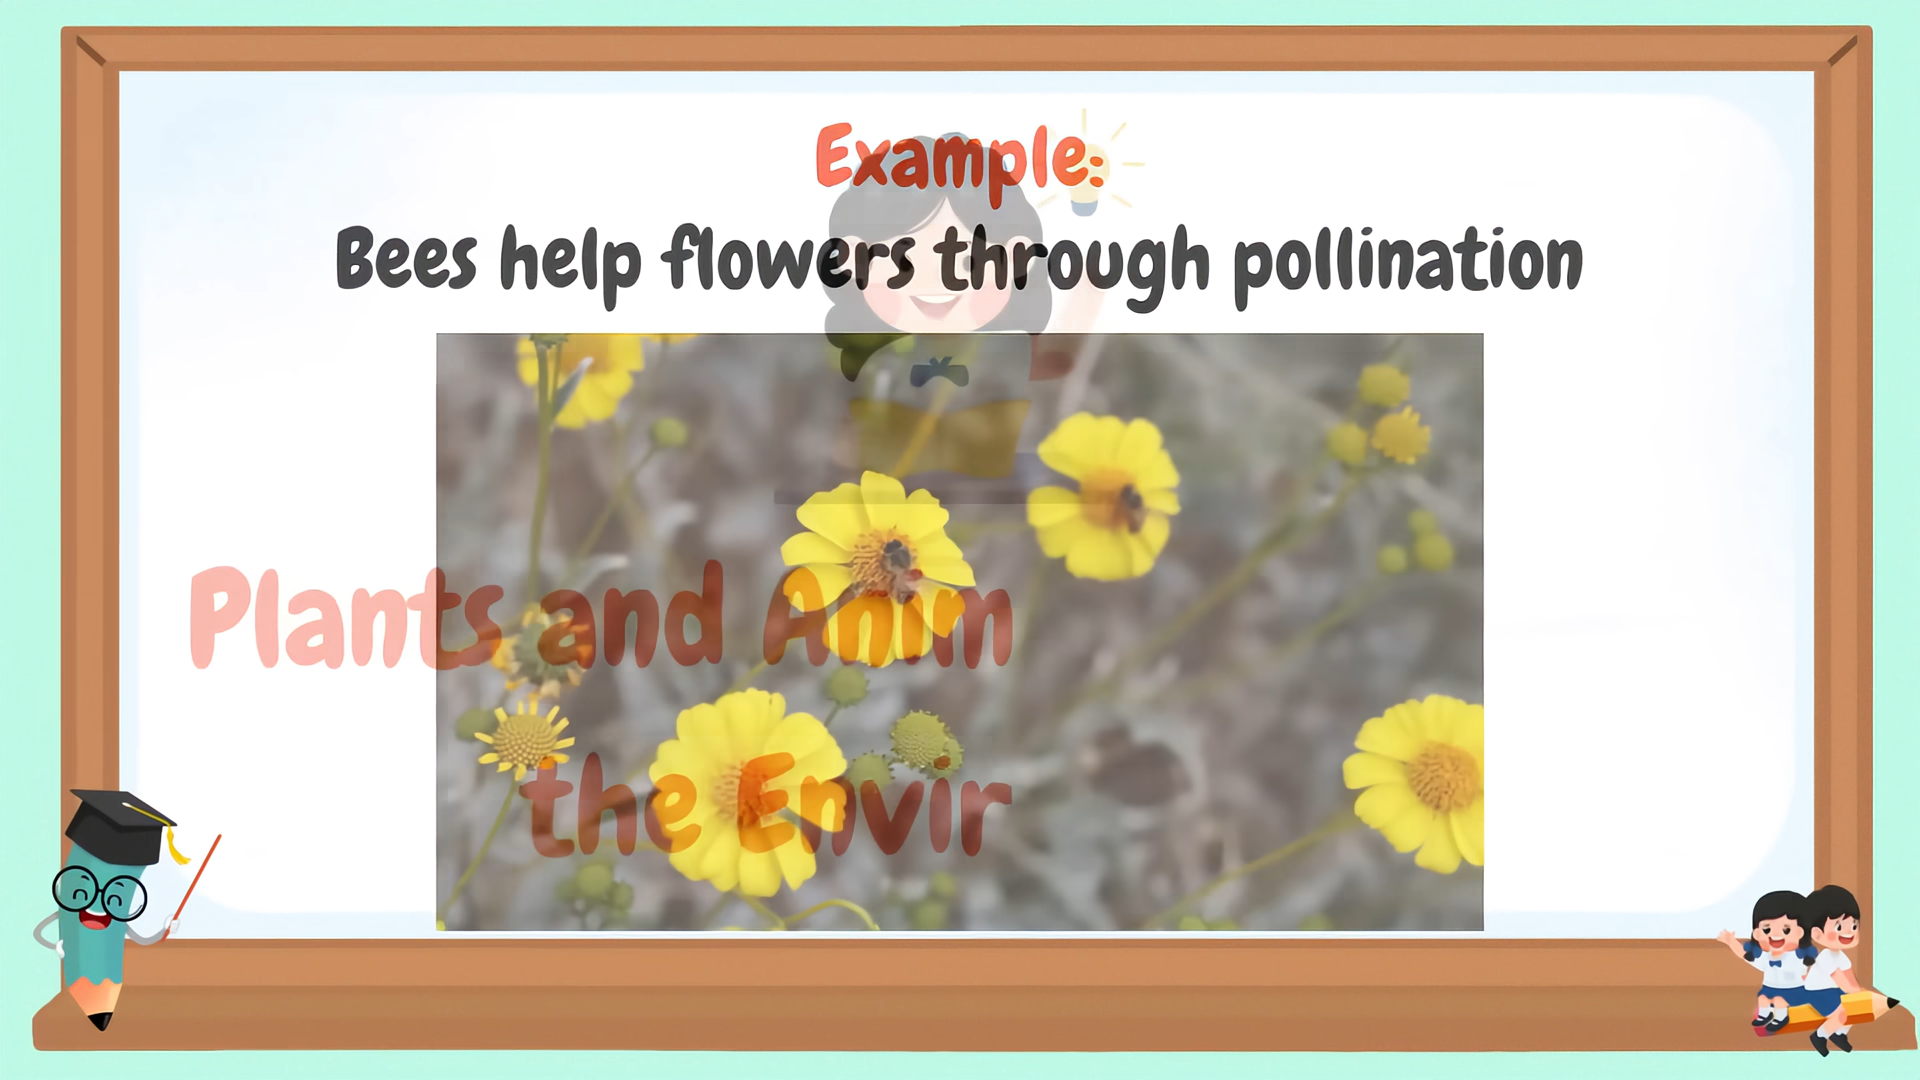 Example:
Bees help flowers through pollination
Plants and Anim
the Envir